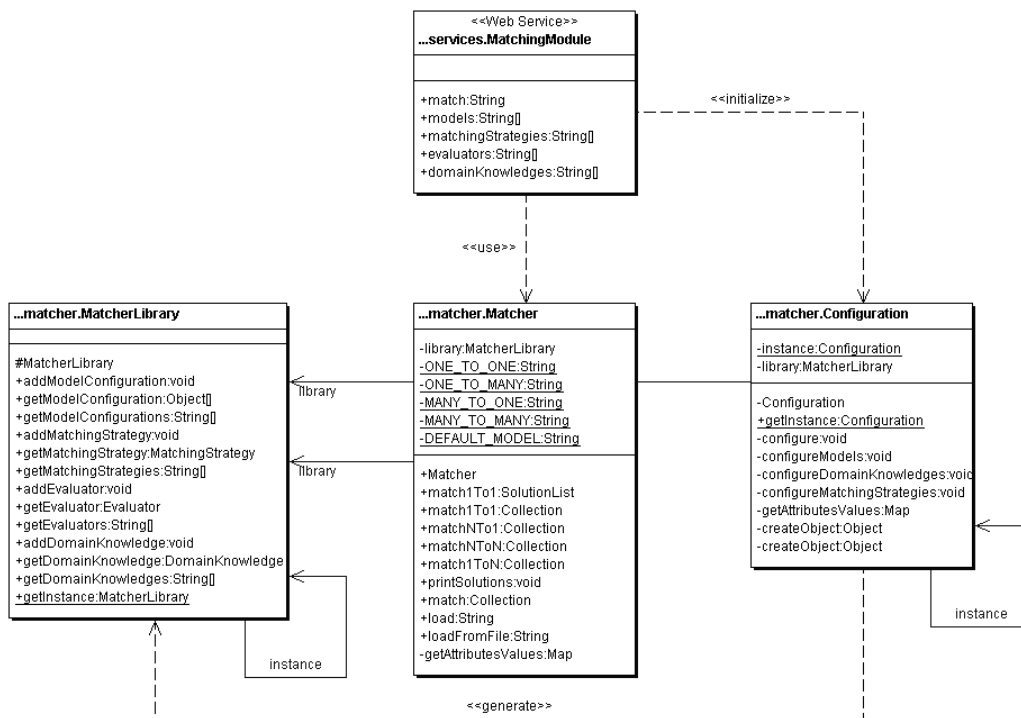 <<Web Service>>
...services.MatchingModule
+match:String
+models:String[]
+matchingStrategies:String[]
+evaluators:String[]
+domainKnowledges:String[]
<<initialize>>
<<use>>
...matcher.MatcherLibrary
#MatcherLibrary
+addModelConfiguration:void
+getModelConfiguration:Object[]
+getModelConfigurations:String[]
+addMatchingStrategy:void
+getMatchingStrategy:MatchingStrategy
+getMatchingStrategies:String[]
+addEvaluator:void
+getEvaluator:Evaluator
+getEvaluators:String[]
+addDomainKnowledge:void
+getDomainKnowledge:DomainKnowledge
+getDomainKnowledges:String[]
+getInstance:MatcherLibrary
instance
library
library
...matcher.Matcher
-library:MatcherLibrary
-ONE_TO_ONE:String
-ONE_TO_MANY:String
-MANY_TO_ONE:String
-MANY_TO_MANY:String
-DEFAULT_MODEL:String
+Matcher
+match1To1:SolutionList
+match1To1:Collection
+matchNTo1:Collection
+matchNToN:Collection
+match1ToN:Collection
+printSolutions:void
+match:Collection
+load:String
+loadFromFile:String
-getAttributesValues:Map
...matcher.Configuration
-instance:Configuration
-library:MatcherLibrary
-Configuration
+getInstance:Configuration
-configure:void
-configureModels:void
-configureDomainKnowledges:void
-configureMatchingStrategies:void
-getAttributesValues:Map
-createObject:Object
-createObject:Object
instance
<<generate>>